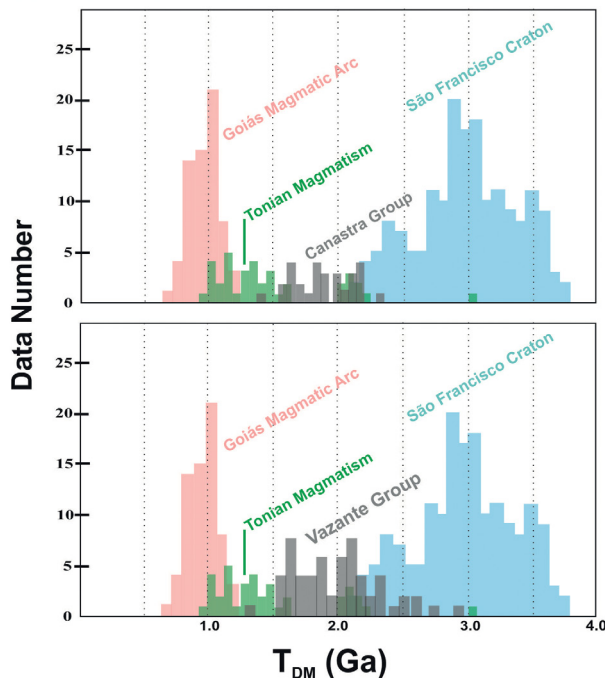 25
20
15
10
5
0
Goiás Magmatic Arc
Tonian Magmatism
Canastra Group
São Francisco Craton
Data Number
25
20
15
10
5
0
Goiás Magmatic Arc
Tonian Magmatism
Vazante Group
São Francisco Craton
1.0 2.0 3.0 4.0
TDM (Ga)